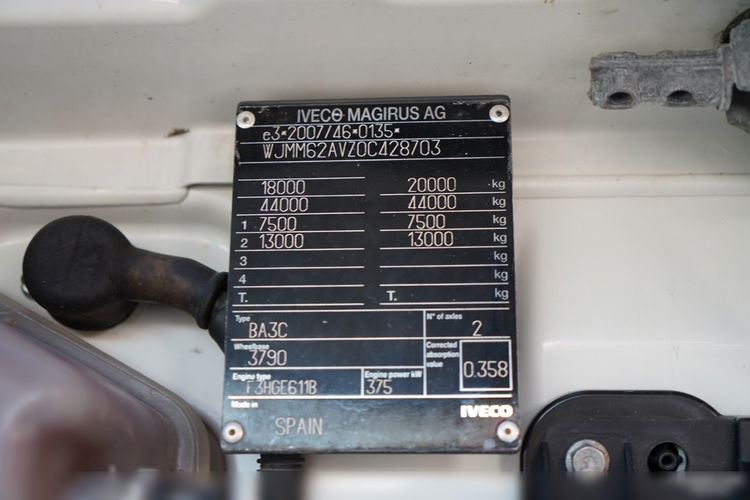 IVECO MAGIRUS AG
e3*2007/46*0135*
WJMM62AVZ0C428703
18000 20000 kg
44000 44000 kg
1 7500 7500 kg
2 13000 13000 kg
3 kg
4 kg
T. T. kg
Type BA3C N° of axles 2
Wheelbase 3790 Corrected absorption value 0.358
Engine type F3HGE611B Engine power kW 375
Made in SPAIN IVECO